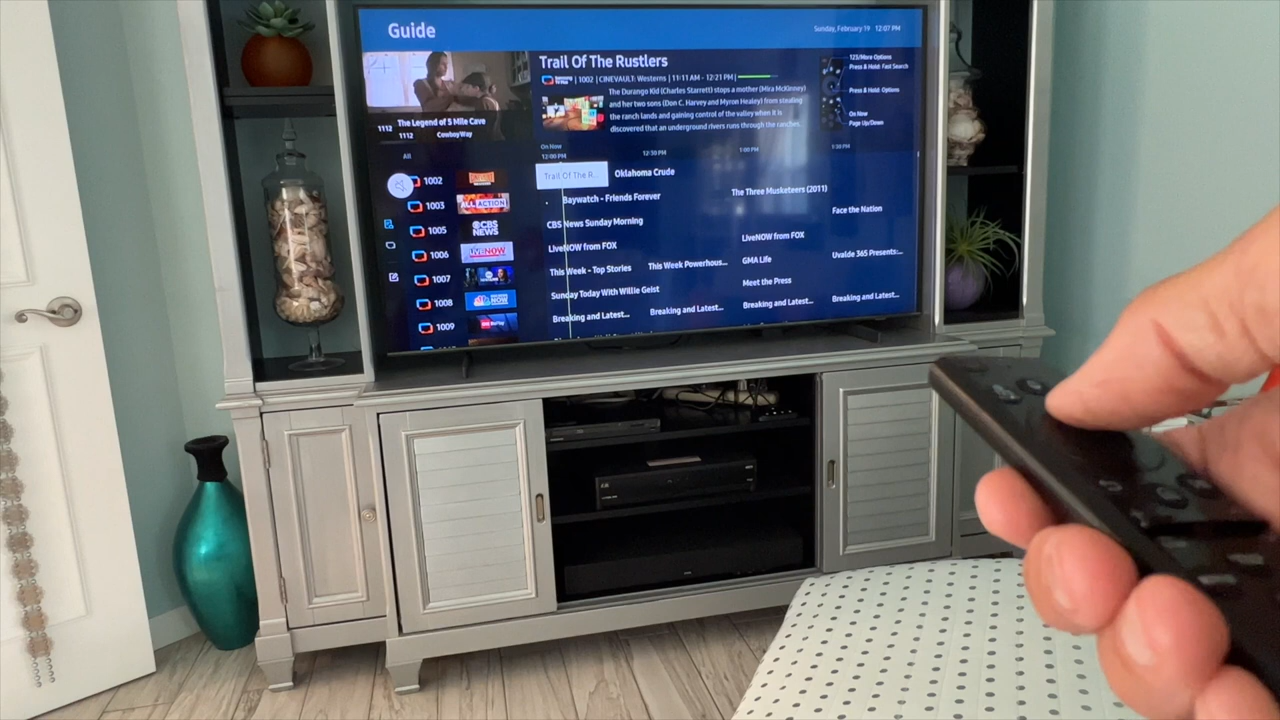 Guide
Sunday, February 19 12:07 PM
Trail Of The Rustlers
SAMSUNG TV Plus | 1002 | CINEVAULT: Westerns | 11:11 AM - 12:21 PM |
The Durango Kid (Charles Starrett) stops a mother (Mira McKinney)
and her two sons (Don C. Harvey and Myron Healey) from stealing
the ranch lands and gaining control of the valley when it is
discovered that an underground rivers runs through the ranches.
123/More Options
Press & Hold: Fast Search
Press & Hold: Options
On Now
Page Up/Down
1112 The Legend of 5 Mile Cave
1112 CowboyWay
All
On Now
12:00 PM 12:30 PM 1:00 PM 1:30 PM
1002 Trail Of The R... Oklahoma Crude
1003 ALL ACTION Baywatch - Friends Forever The Three Musketeers (2011)
1005 CBS NEWS CBS News Sunday Morning Face the Nation
1006 LIVENOW LiveNOW from FOX LiveNOW from FOX
1007 This Week - Top Stories This Week Powerhous... GMA Life Uvalde 365 Presents:...
1008 NOW Sunday Today With Willie Geist Meet the Press
1009 Breaking and Latest... Breaking and Latest... Breaking and Latest... Breaking and Latest...